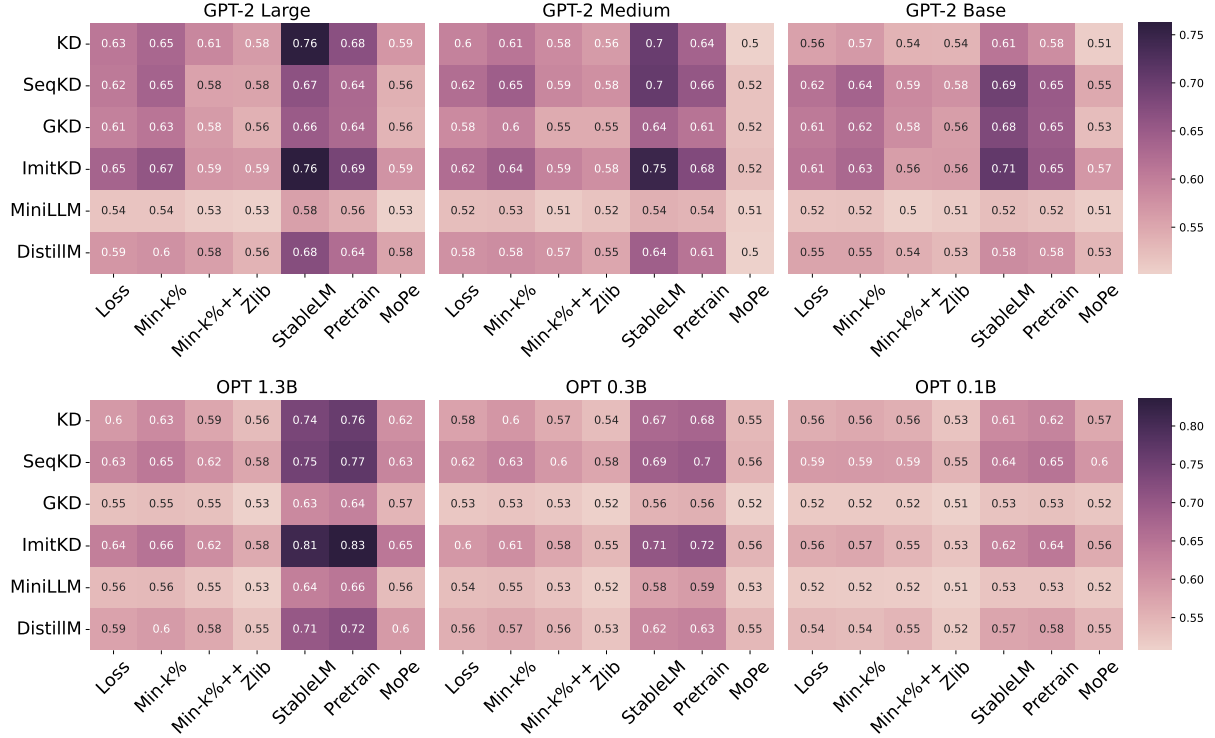 GPT-2 Large GPT-2 Medium GPT-2 Base
KD 0.63 0.65 0.61 0.58 0.76 0.68 0.59 0.6 0.61 0.58 0.56 0.7 0.64 0.5 0.56 0.57 0.54 0.54 0.61 0.58 0.51 0.75
SeqKD 0.62 0.65 0.58 0.58 0.67 0.64 0.56 0.62 0.65 0.59 0.58 0.7 0.66 0.52 0.62 0.64 0.59 0.58 0.69 0.65 0.55 0.70
GKD 0.61 0.63 0.58 0.56 0.66 0.64 0.56 0.58 0.6 0.55 0.55 0.64 0.61 0.52 0.61 0.62 0.58 0.56 0.68 0.65 0.53 0.65
ImitKD 0.65 0.67 0.59 0.59 0.76 0.69 0.59 0.62 0.64 0.59 0.58 0.75 0.68 0.52 0.61 0.63 0.56 0.56 0.71 0.65 0.57 0.60
MiniLLM 0.54 0.54 0.53 0.53 0.58 0.56 0.53 0.52 0.53 0.51 0.52 0.54 0.54 0.51 0.52 0.52 0.5 0.51 0.52 0.52 0.51 0.55
DistillM 0.59 0.6 0.58 0.56 0.68 0.64 0.58 0.58 0.58 0.57 0.55 0.64 0.61 0.5 0.55 0.55 0.54 0.53 0.58 0.58 0.53
Loss Min-k% Min-k%++ Zlib StableLM Pretrain MoPe Loss Min-k% Min-k%++ Zlib StableLM Pretrain MoPe Loss Min-k% Min-k%++ Zlib StableLM Pretrain MoPe
OPT 1.3B OPT 0.3B OPT 0.1B
KD 0.6 0.63 0.59 0.56 0.74 0.76 0.62 0.58 0.6 0.57 0.54 0.67 0.68 0.55 0.56 0.56 0.56 0.53 0.61 0.62 0.57 0.80
SeqKD 0.63 0.65 0.62 0.58 0.75 0.77 0.63 0.62 0.63 0.6 0.58 0.69 0.7 0.56 0.59 0.59 0.59 0.55 0.64 0.65 0.6 0.75
GKD 0.55 0.55 0.55 0.53 0.63 0.64 0.57 0.53 0.53 0.53 0.52 0.56 0.56 0.52 0.52 0.52 0.52 0.51 0.53 0.53 0.52 0.70
ImitKD 0.64 0.66 0.62 0.58 0.81 0.83 0.65 0.6 0.61 0.58 0.55 0.71 0.72 0.56 0.56 0.57 0.55 0.53 0.62 0.64 0.56 0.65
MiniLLM 0.56 0.56 0.55 0.53 0.64 0.66 0.56 0.54 0.55 0.53 0.52 0.58 0.59 0.53 0.52 0.52 0.52 0.51 0.53 0.53 0.52 0.60
DistillM 0.59 0.6 0.58 0.55 0.71 0.72 0.6 0.56 0.57 0.56 0.53 0.62 0.63 0.55 0.54 0.54 0.55 0.52 0.57 0.58 0.55 0.55
Loss Min-k% Min-k%++ Zlib StableLM Pretrain MoPe Loss Min-k% Min-k%++ Zlib StableLM Pretrain MoPe Loss Min-k% Min-k%++ Zlib StableLM Pretrain MoPe